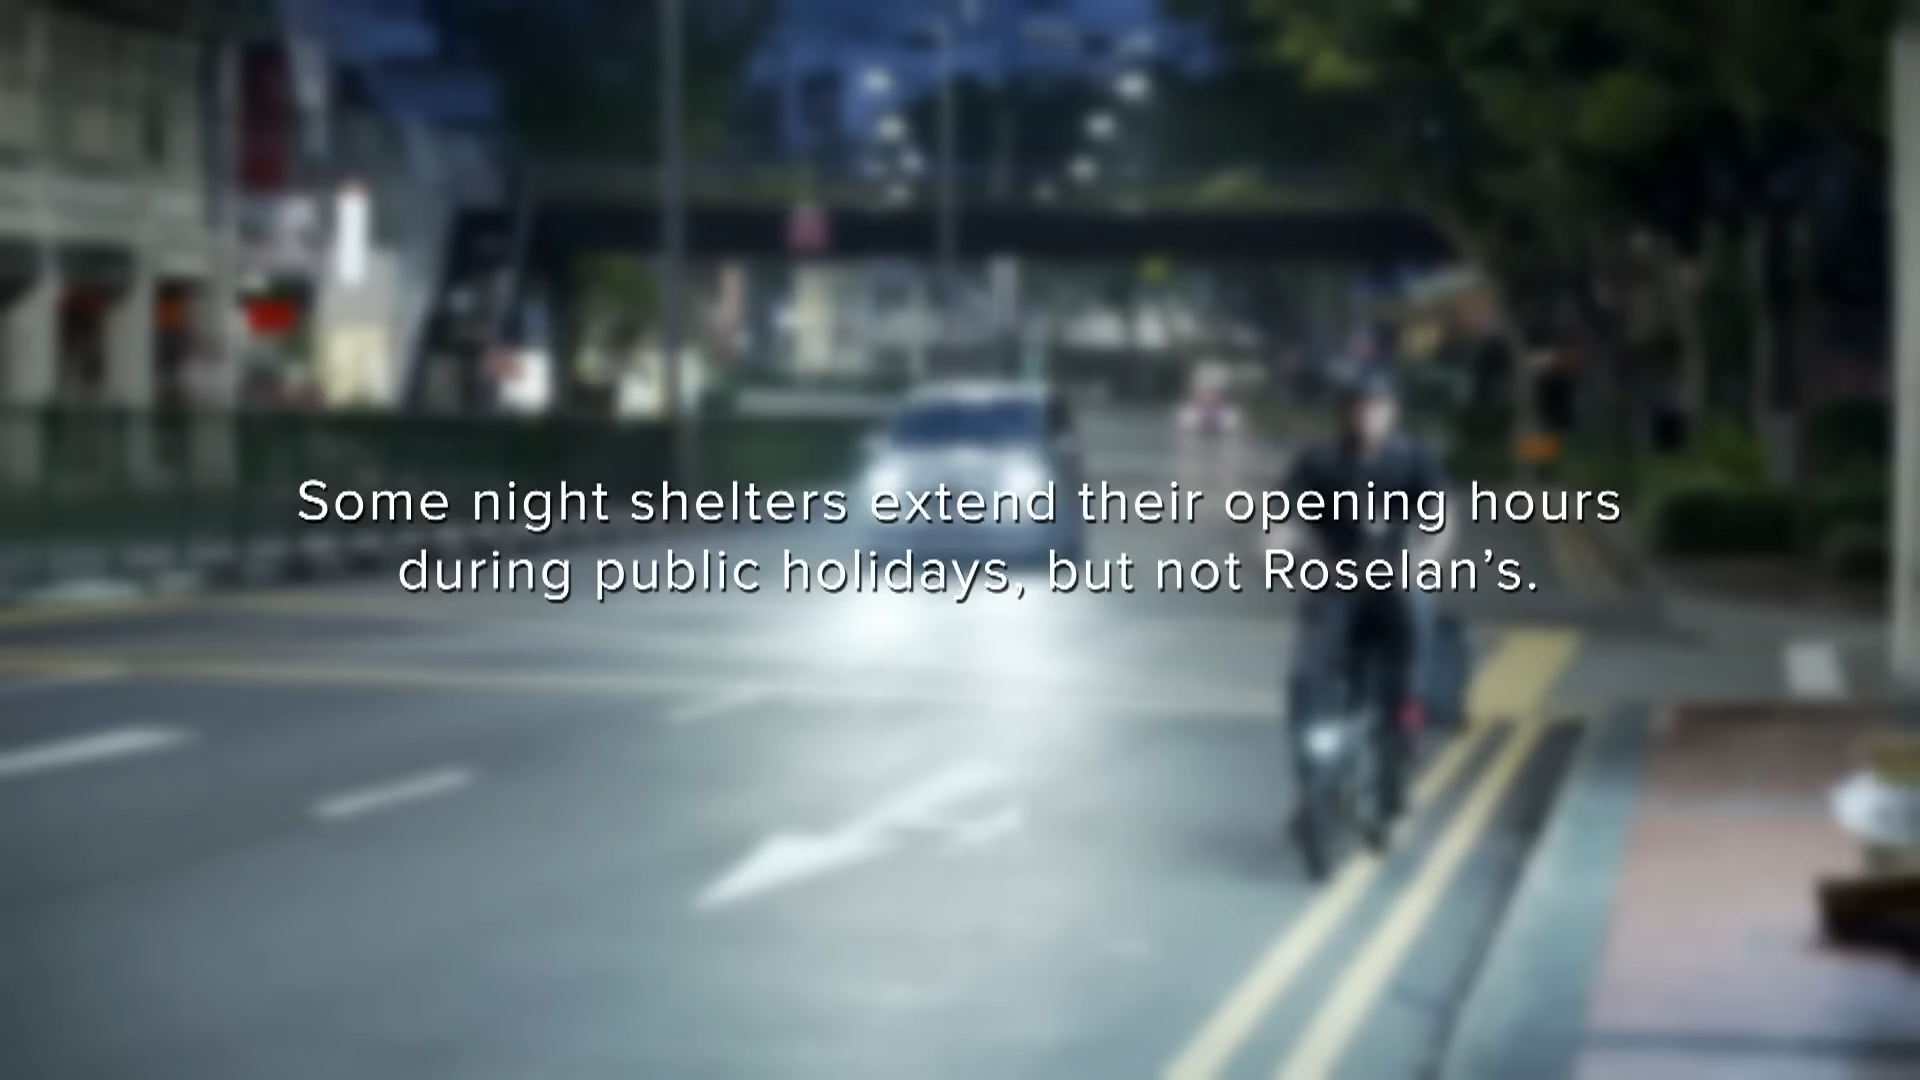 Some night shelters extend their opening hours
during public holidays, but not Roselan’s.